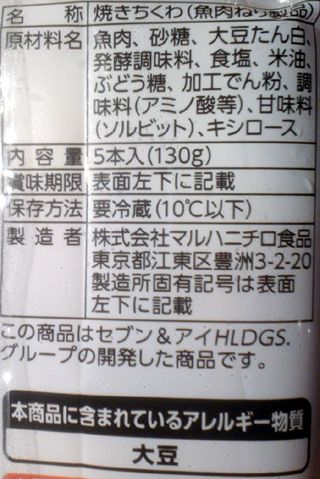 名称 焼きちくわ(魚肉ねり製品)
原材料名 魚肉、砂糖、大豆たん白、
発酵調味料、食塩、米油、
ぶどう糖、加工でん粉、調
味料(アミノ酸等)、甘味料
(ソルビット)、キシロース
内容量 5本入(130g)
賞味期限 表面左下に記載
保存方法 要冷蔵(10℃以下)
製造者 株式会社マルハニチロ食品
東京都江東区豊洲3-2-20
製造所固有記号は表面
左下に記載
この商品はセブン&アイHLDGS.
グループの開発した商品です。
本商品に含まれているアレルギー物質
大豆